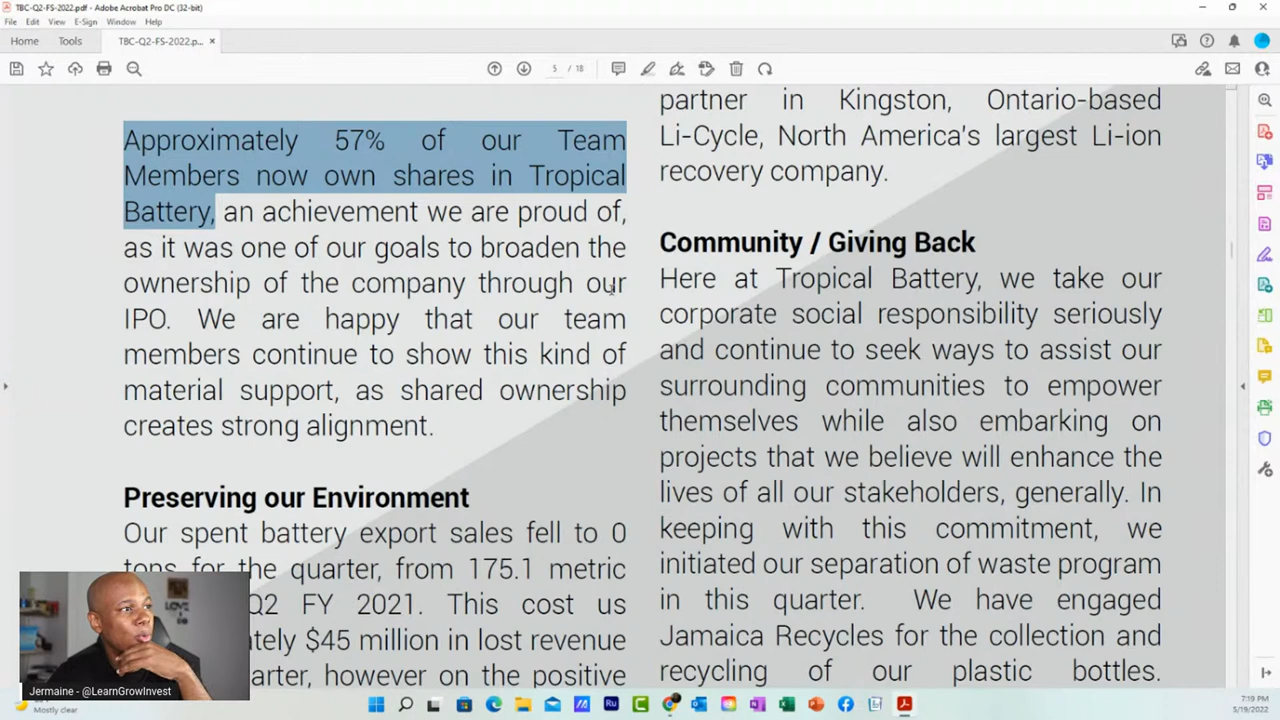 TBC-Q2-FS-2022.pdf - Adobe Acrobat Pro DC (32-bit)
File Edit View E-Sign Window Help
Home Tools TBC-Q2-FS-2022.p... ×
5 / 18
Approximately 57% of our Team
Members now own shares in Tropical
Battery, an achievement we are proud of,
as it was one of our goals to broaden the
ownership of the company through our
IPO. We are happy that our team
members continue to show this kind of
material support, as shared ownership
creates strong alignment.
Preserving our Environment
Our spent battery export sales fell to 0
tons for the quarter, from 175.1 metric
Q2 FY 2021. This cost us
$45 million in lost revenue
however on the positive
partner in Kingston, Ontario-based
Li-Cycle, North America's largest Li-ion
recovery company.
Community / Giving Back
Here at Tropical Battery, we take our
corporate social responsibility seriously
and continue to seek ways to assist our
surrounding communities to empower
themselves while also embarking on
projects that we believe will enhance the
lives of all our stakeholders, generally. In
keeping with this commitment, we
initiated our separation of waste program
in this quarter. We have engaged
Jamaica Recycles for the collection and
recycling of our plastic bottles.
Jermaine - @LearnGrowInvest
Mostly clear
7:19 PM
5/19/2022